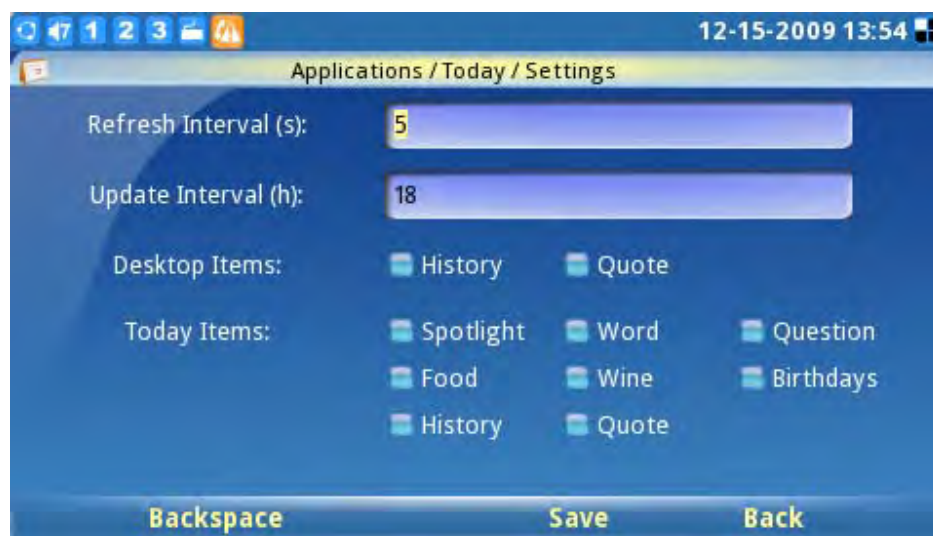 7 1 2 3 12-15-2009 13:54
Applications / Today / Settings
Refresh Interval (s): 5
Update Interval (h): 18
Desktop Items: History Quote
Today Items: Spotlight Word Question
Food Wine Birthdays
History Quote
Backspace Save Back